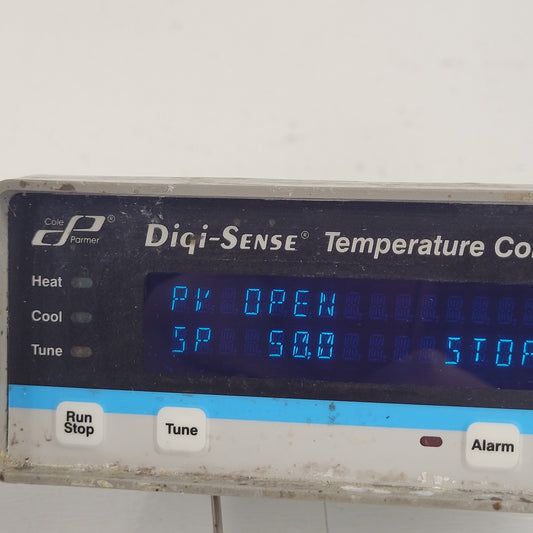 Cole
Parmer®
Digi-Sense® Temperature Co
Heat
PV OPEN
Cool
SP 50.0 STOP
Tune
Run
Stop
Tune
Alarm